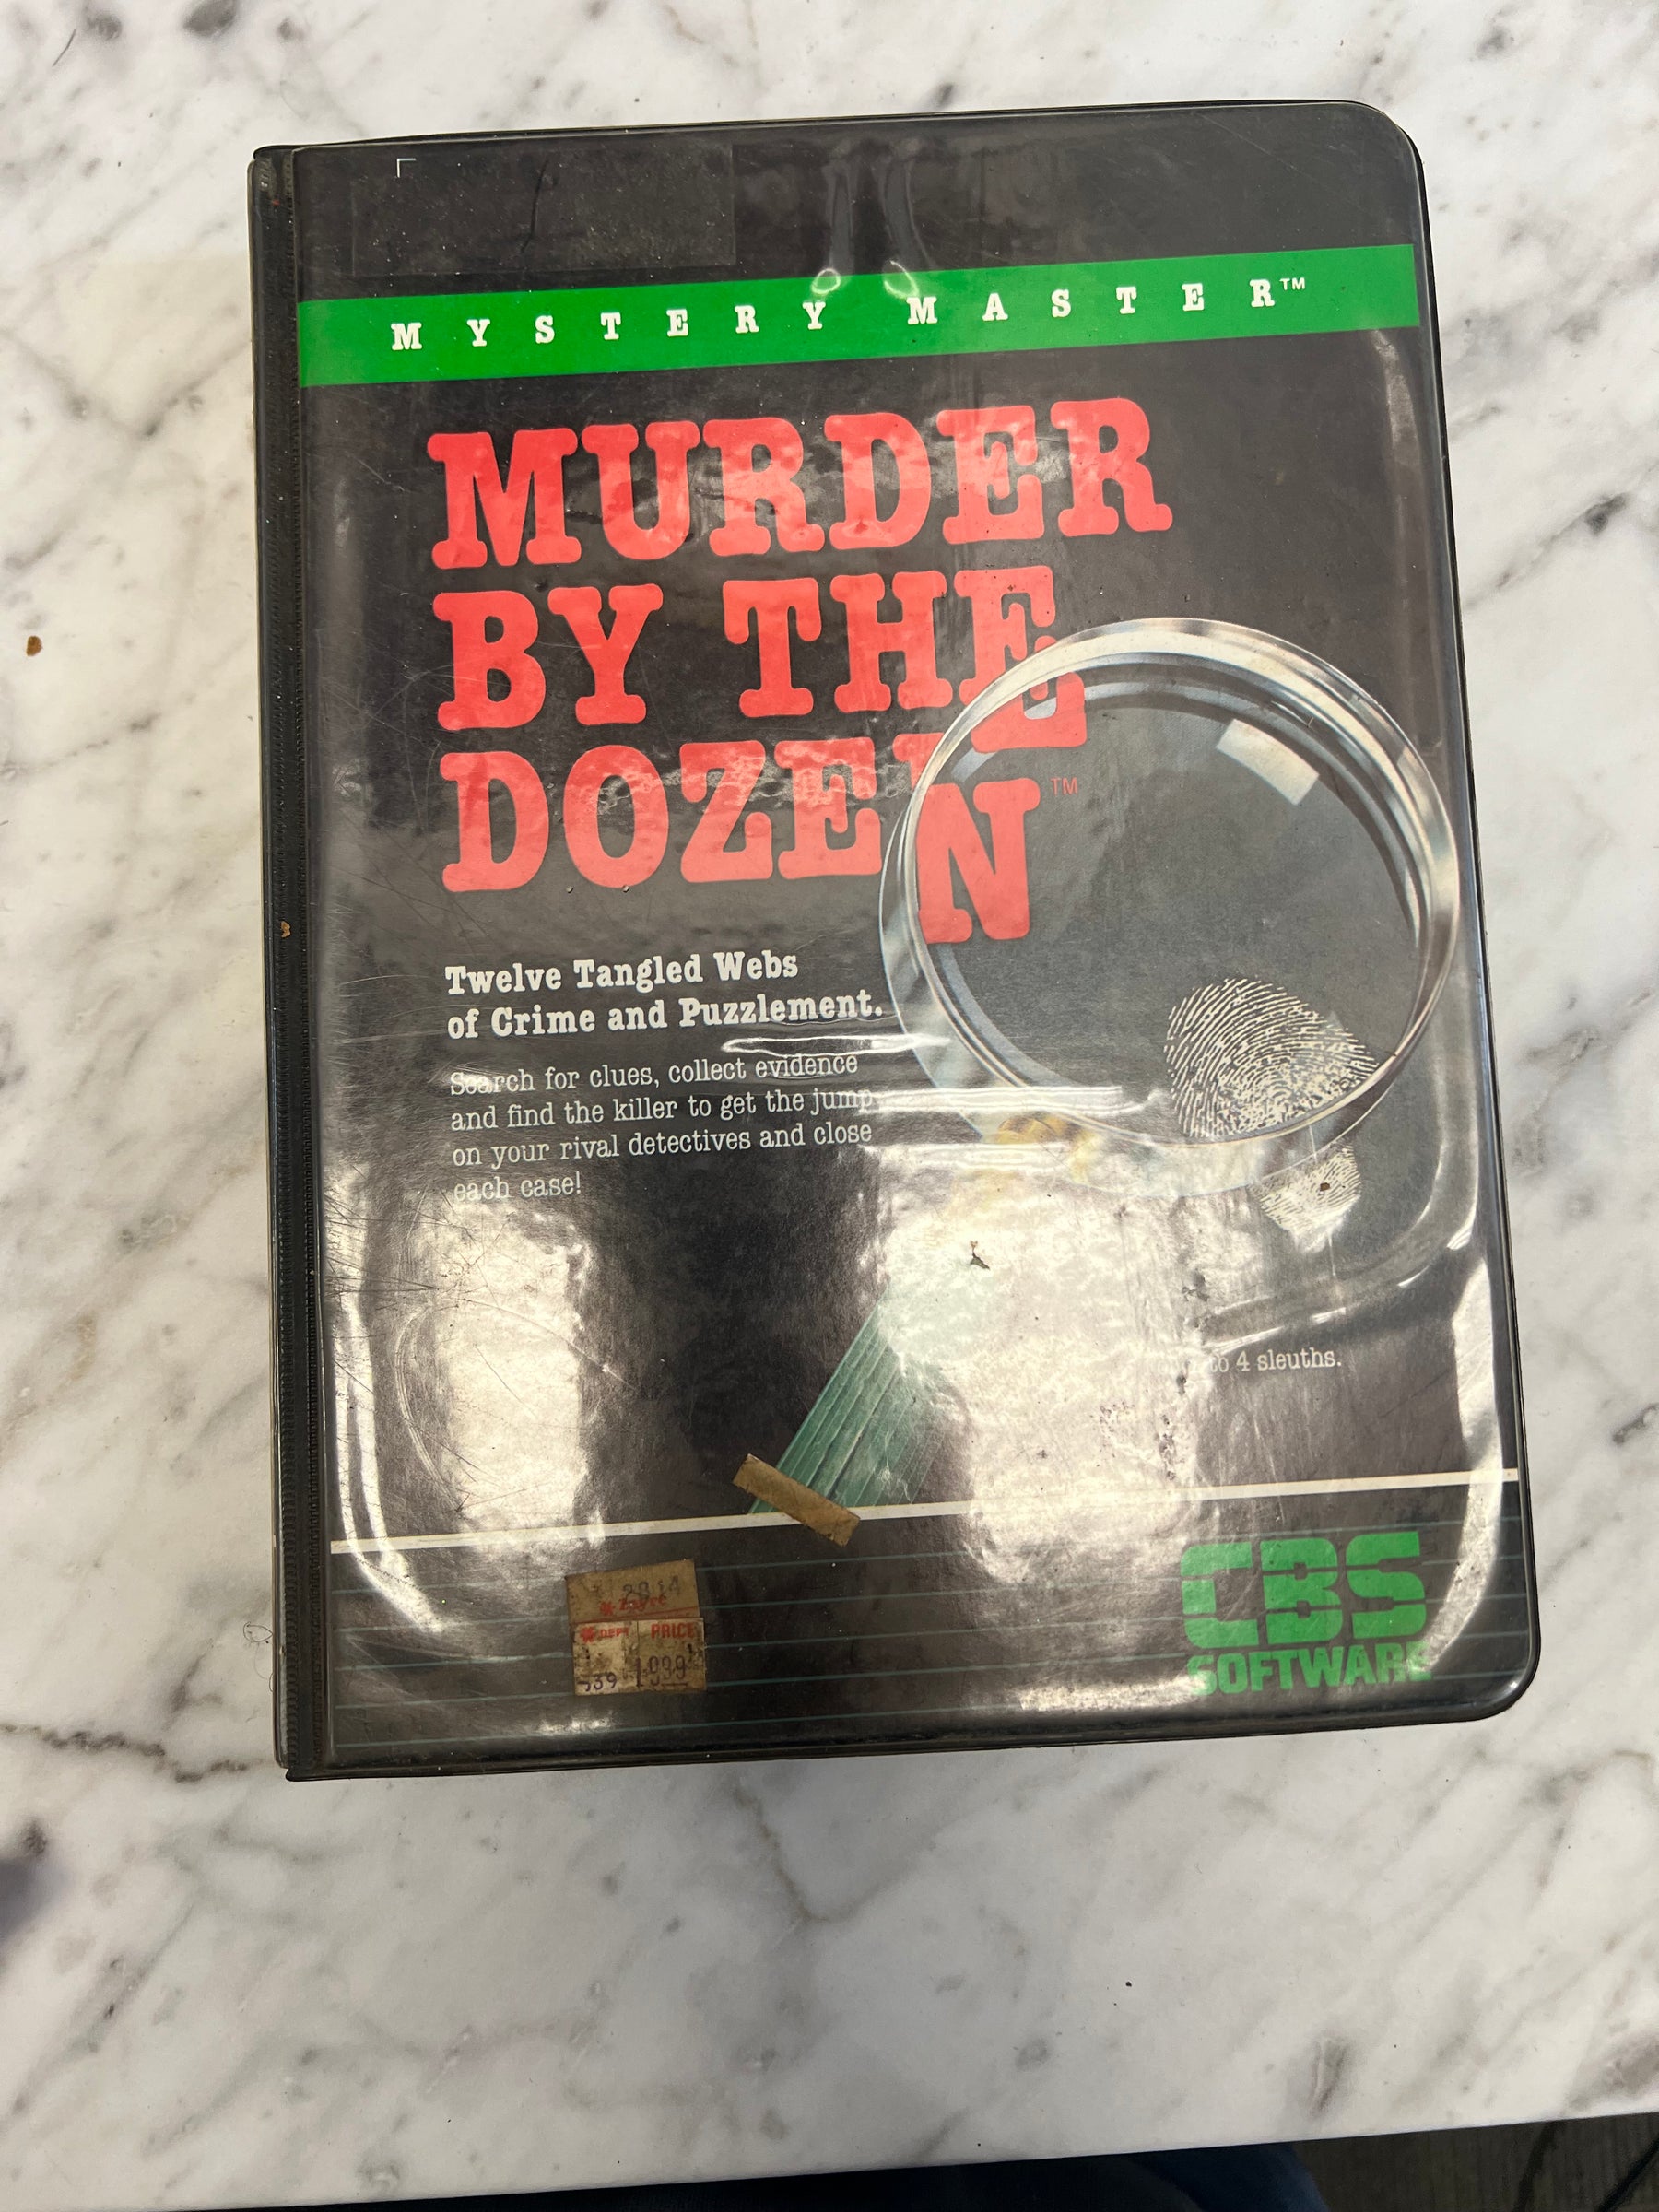 MYSTERY MASTER™
MURDER
BY THE
DOZEN™
Twelve Tangled Webs
of Crime and Puzzlement.
Search for clues, collect evidence
and find the killer to get the jump
on your rival detectives and close
each case!
to 4 sleuths.
DEPT PRICE
CBS
SOFTWARE